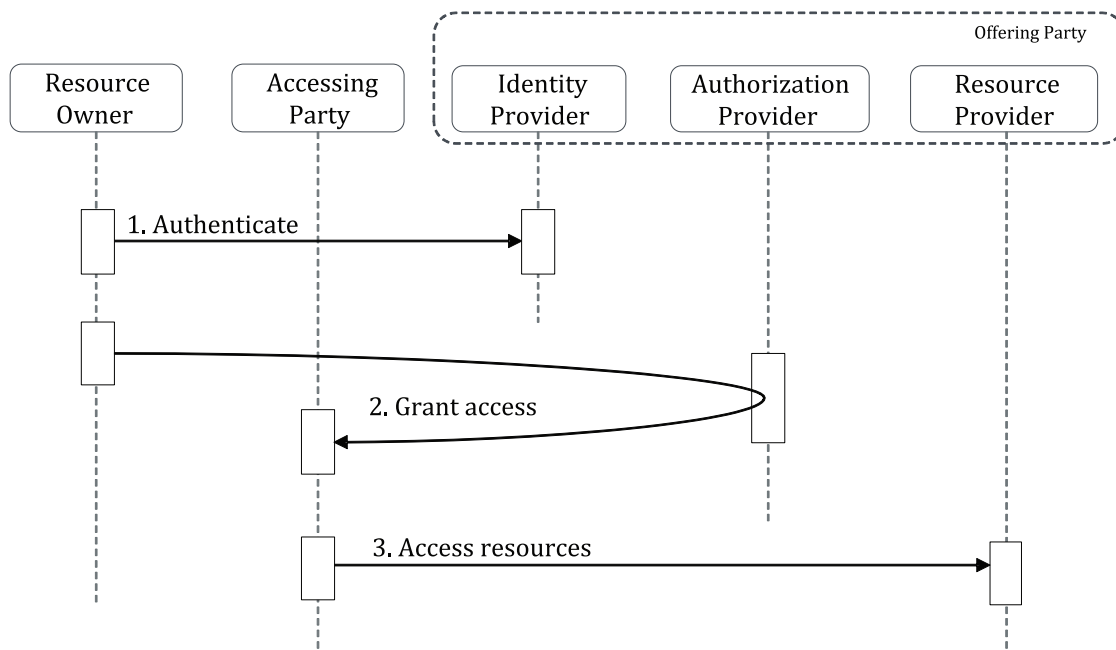 Offering Party
Resource
Owner
Accessing
Party
Identity
Provider
Authorization
Provider
Resource
Provider
1. Authenticate
2. Grant access
3. Access resources